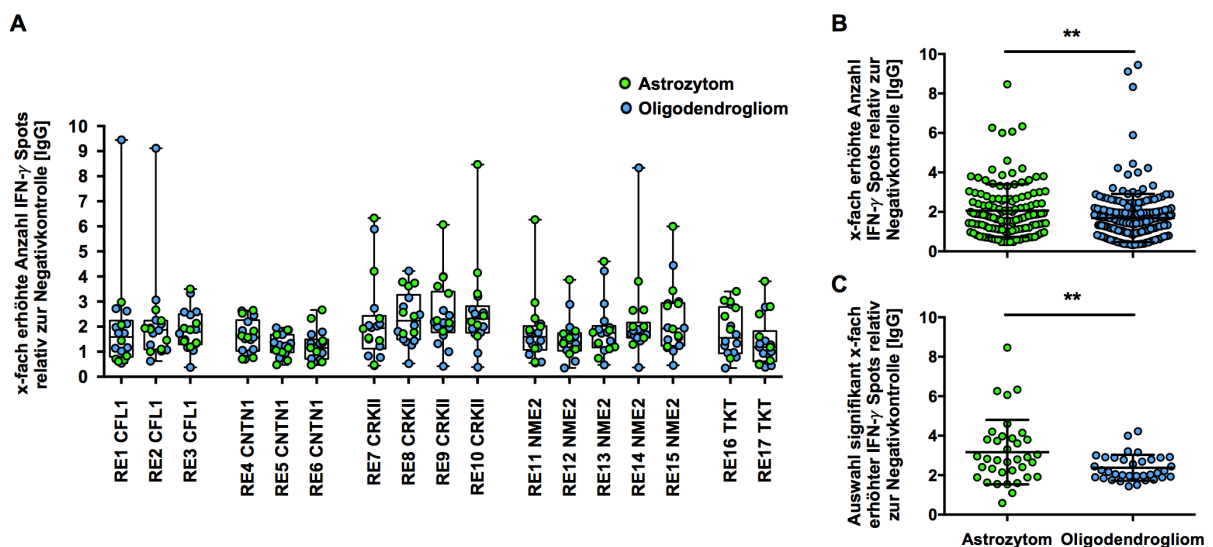 A
Astrozytom
Oligodendrogliom
x-fach erhöhte Anzahl IFN-γ Spots
relativ zur Negativkontrolle [IgG]
10
9
8
7
6
5
4
3
2
1
0
RE1 CFL1
RE2 CFL1
RE3 CFL1
RE4 CNTN1
RE5 CNTN1
RE6 CNTN1
RE7 CRKII
RE8 CRKII
RE9 CRKII
RE10 CRKII
RE11 NME2
RE12 NME2
RE13 NME2
RE14 NME2
RE15 NME2
RE16 TKT
RE17 TKT
B
**
x-fach erhöhte Anzahl
IFN-γ Spots relativ zur
Negativkontrolle [IgG]
10
8
6
4
2
0
C
**
Auswahl signifikant x-fach
erhöhter IFN-γ Spots relativ
zur Negativkontrolle [IgG]
10
8
6
4
2
0
Astrozytom
Oligodendrogliom